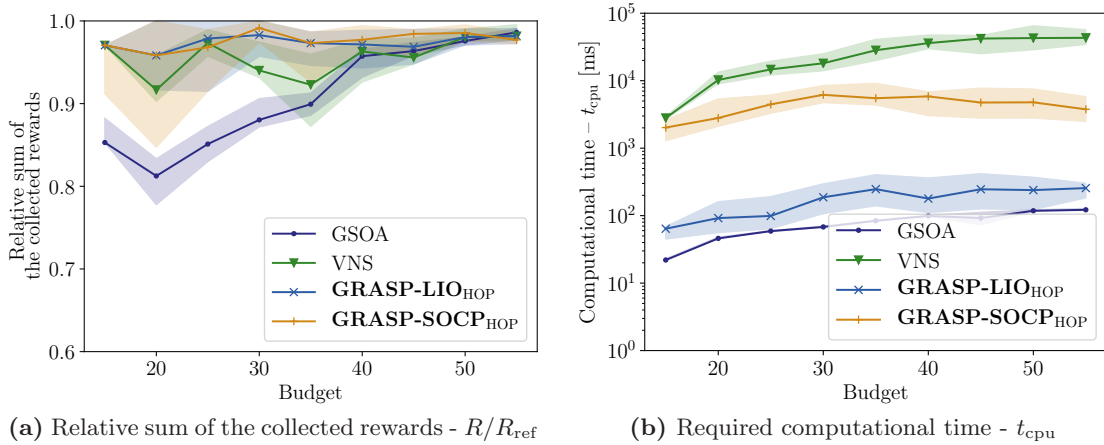 1.0
0.9
0.8
0.7
0.6
20
30
40
50
Budget
Relative sum of
the collected rewards
GSOA
VNS
GRASP-LIO_HOP
GRASP-SOCP_HOP
(a) Relative sum of the collected rewards - R/R_ref
10^5
10^4
10^3
10^2
10^1
10^0
20
30
40
50
Budget
Computational time – t_cpu [ms]
GSOA
VNS
GRASP-LIO_HOP
GRASP-SOCP_HOP
(b) Required computational time - t_cpu